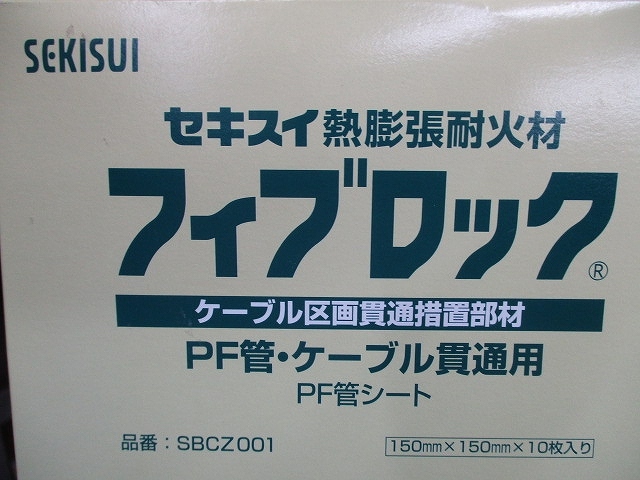 SEKISUI
セキスイ熱膨張耐火材
フィブロック®
ケーブル区画貫通措置部材
PF管・ケーブル貫通用
PF管シート
品番：SBCZ001
150mm×150mm×10枚入り